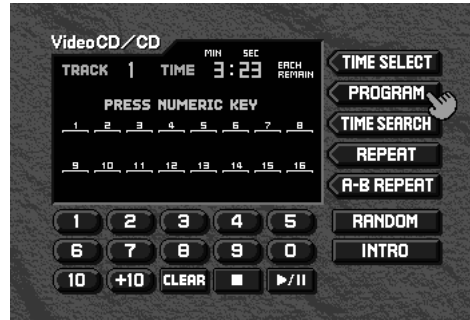 VideoCD/CD
MIN SEC
TRACK 1 TIME 3:23 EACH REMAIN
PRESS NUMERIC KEY
1 2 3 4 5 6 7 8
9 10 11 12 13 14 15 16
TIME SELECT
PROGRAM
TIME SEARCH
REPEAT
A-B REPEAT
1 2 3 4 5 RANDOM
6 7 8 9 0 INTRO
10 +10 CLEAR ■ ▶/II